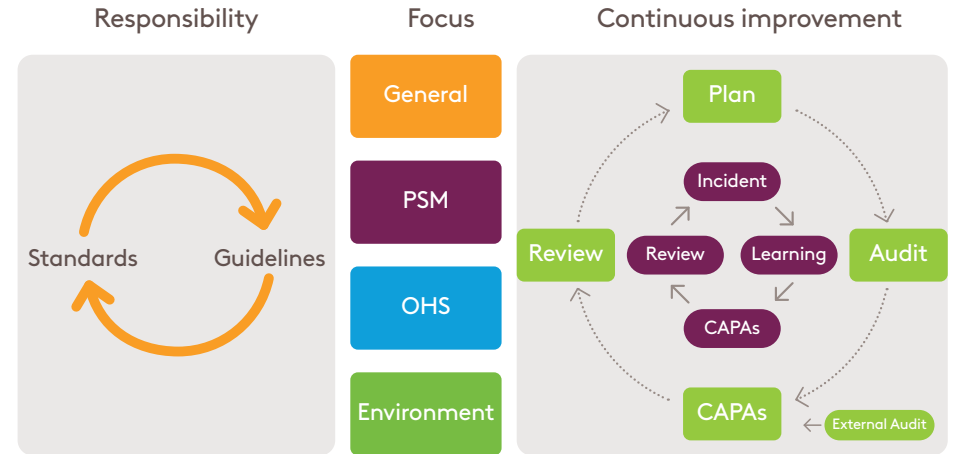 Responsibility
Focus
Continuous improvement
Standards
Guidelines
General
PSM
OHS
Environment
Plan
Incident
Review
Review
Learning
Audit
CAPAs
CAPAs
External Audit